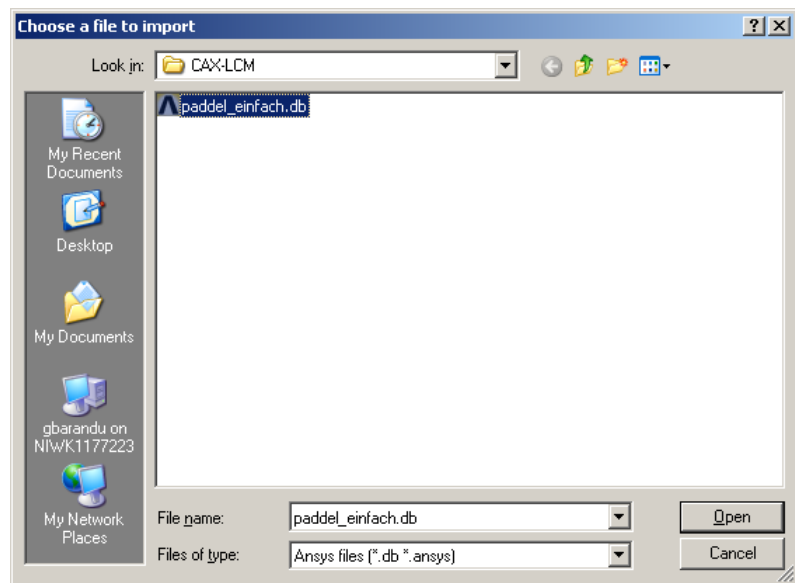 Choose a file to import
Look in:
CAX-LCM
paddel_einfach.db
My Recent
Documents
Desktop
My Documents
gbarandu on
NIWK1177223
My Network
Places
File name:
paddel_einfach.db
Open
Files of type:
Ansys files (*.db *.ansys)
Cancel